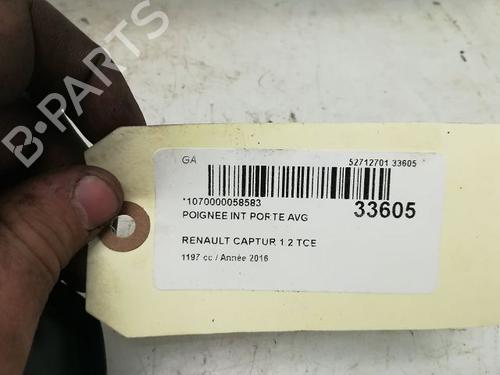 B-PARTS
GA
52712701 33605
*1070000058583
POIGNEE INT PORTE AVG
33605
RENAULT CAPTUR 1 2 TCE
1197 cc / Année 2016